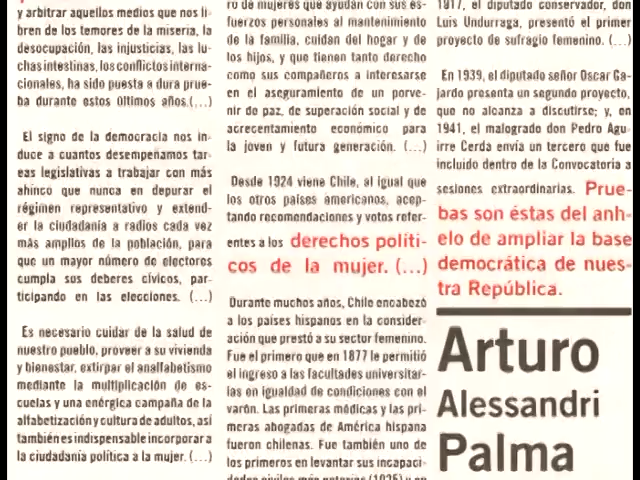 y arbitrar aquellos medios que nos li-
bren de los temores de la miseria, la
desocupación, las injusticias, las lu-
chas intestinas, los conflictos interna-
cionales, ha sido puesta a dura prue-
ba durante estos últimos años.(...)
El signo de la democracia nos in-
duce a cuantos desempeñamos tar-
eas legislativas a trabajar con más
ahínco que nunca en depurar el
régimen representativo y extend-
er la ciudadanía a radios cada vez
más amplios de la población, para
que un mayor número de electores
cumpla sus deberes cívicos, par-
ticipando en las elecciones. (...)
Es necesario cuidar de la salud de
nuestro pueblo, proveer a su vivienda
y bienestar, extirpar el analfabetismo
mediante la multiplicación de es-
cuelas y una enérgica campaña de la
alfabetización y cultura de adultos, así
también es indispensable incorporar a
la ciudadanía política a la mujer. (...)
ro de mujeres que ayudan con sus es-
fuerzos personales al mantenimiento
de la familia, cuidan del hogar y de
los hijos, y que tienen tanto derecho
como sus compañeros a interesarse
en el aseguramiento de un porve-
nir de paz, de superación social y de
acrecentamiento económico para
la joven y futura generación. (...)
Desde 1924 viene Chile, al igual que
los otros países americanos, acep-
tando recomendaciones y votos refer-
entes a los derechos políti-
cos de la mujer. (...)
Durante muchos años, Chile encabezó
a los países hispanos en la consider-
ación que prestó a su sector femenino.
Fue el primero que en 1877 le permitió
el ingreso a las facultades universitar-
ias en igualdad de condiciones con el
varón. Las primeras médicas y las pri-
meras abogadas de América hispana
fueron chilenas. Fue también uno de
los primeros en levantar sus incapaci-
dades civiles más notorias (1925) y en
1917, el diputado conservador, don
Luis Undurraga, presentó el primer
proyecto de sufragio femenino. (...)
En 1939, el diputado señor Oscar Ga-
jardo presenta un segundo proyecto,
que no alcanza a discutirse; y, en
1941, el malogrado don Pedro Agui-
rre Cerda envía un tercero que fue
incluido dentro de la Convocatoria a
sesiones extraordinarias. Prue-
bas son éstas del anh-
elo de ampliar la base
democrática de nues-
tra República.
Arturo
Alessandri
Palma